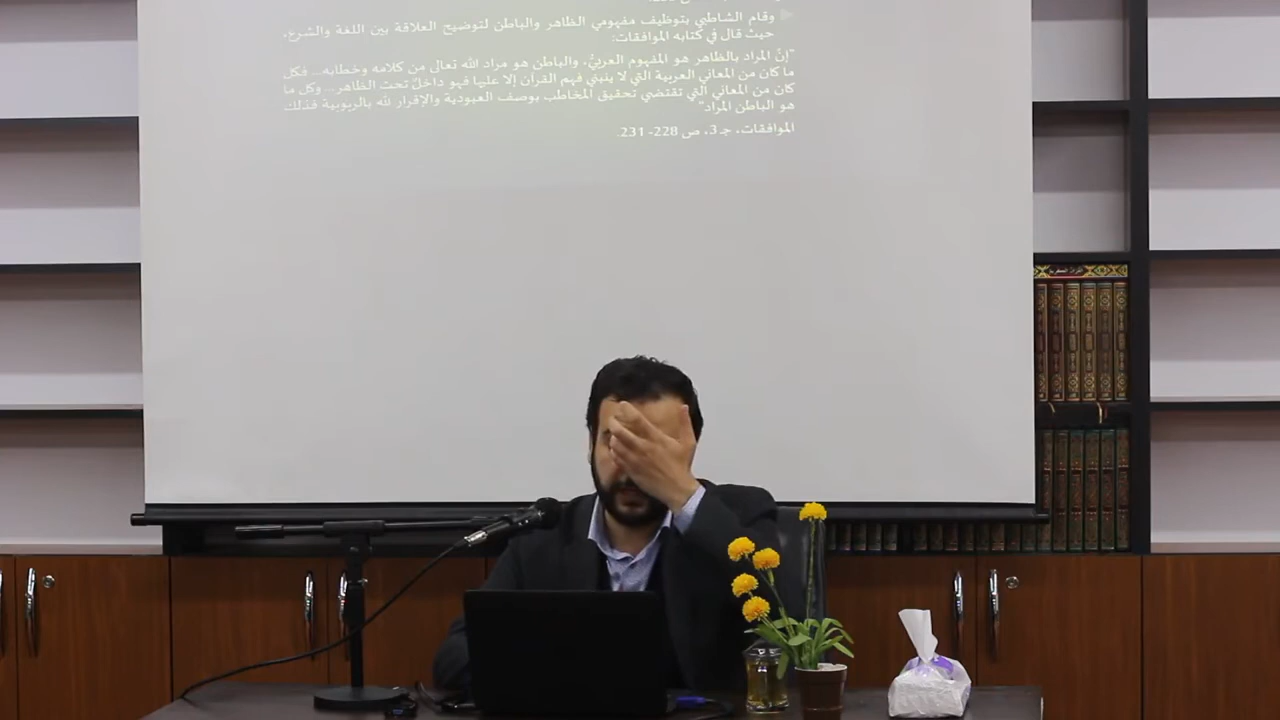 وقام الشاطبي بتوظيف مفهومي الظاهر والباطن لتوضيح العلاقة بين اللغة والشرع،
حيث قال في كتابه الموافقات:
"إنّ المراد بالظاهر هو المفهوم العربيُّ، والباطن هو مراد الله تعالى من كلامه وخطابه... فكل
ما كان من المعاني العربية التي لا ينبني فهم القرآن إلا عليها فهو داخلٌ تحت الظاهر... وكل ما
كان من المعاني التي تقتضي تحقيق المخاطب بوصف العبودية والإقرار لله بالربوبية فذلك
هو الباطن المراد"
الموافقات، جـ 3، ص 228- 231.